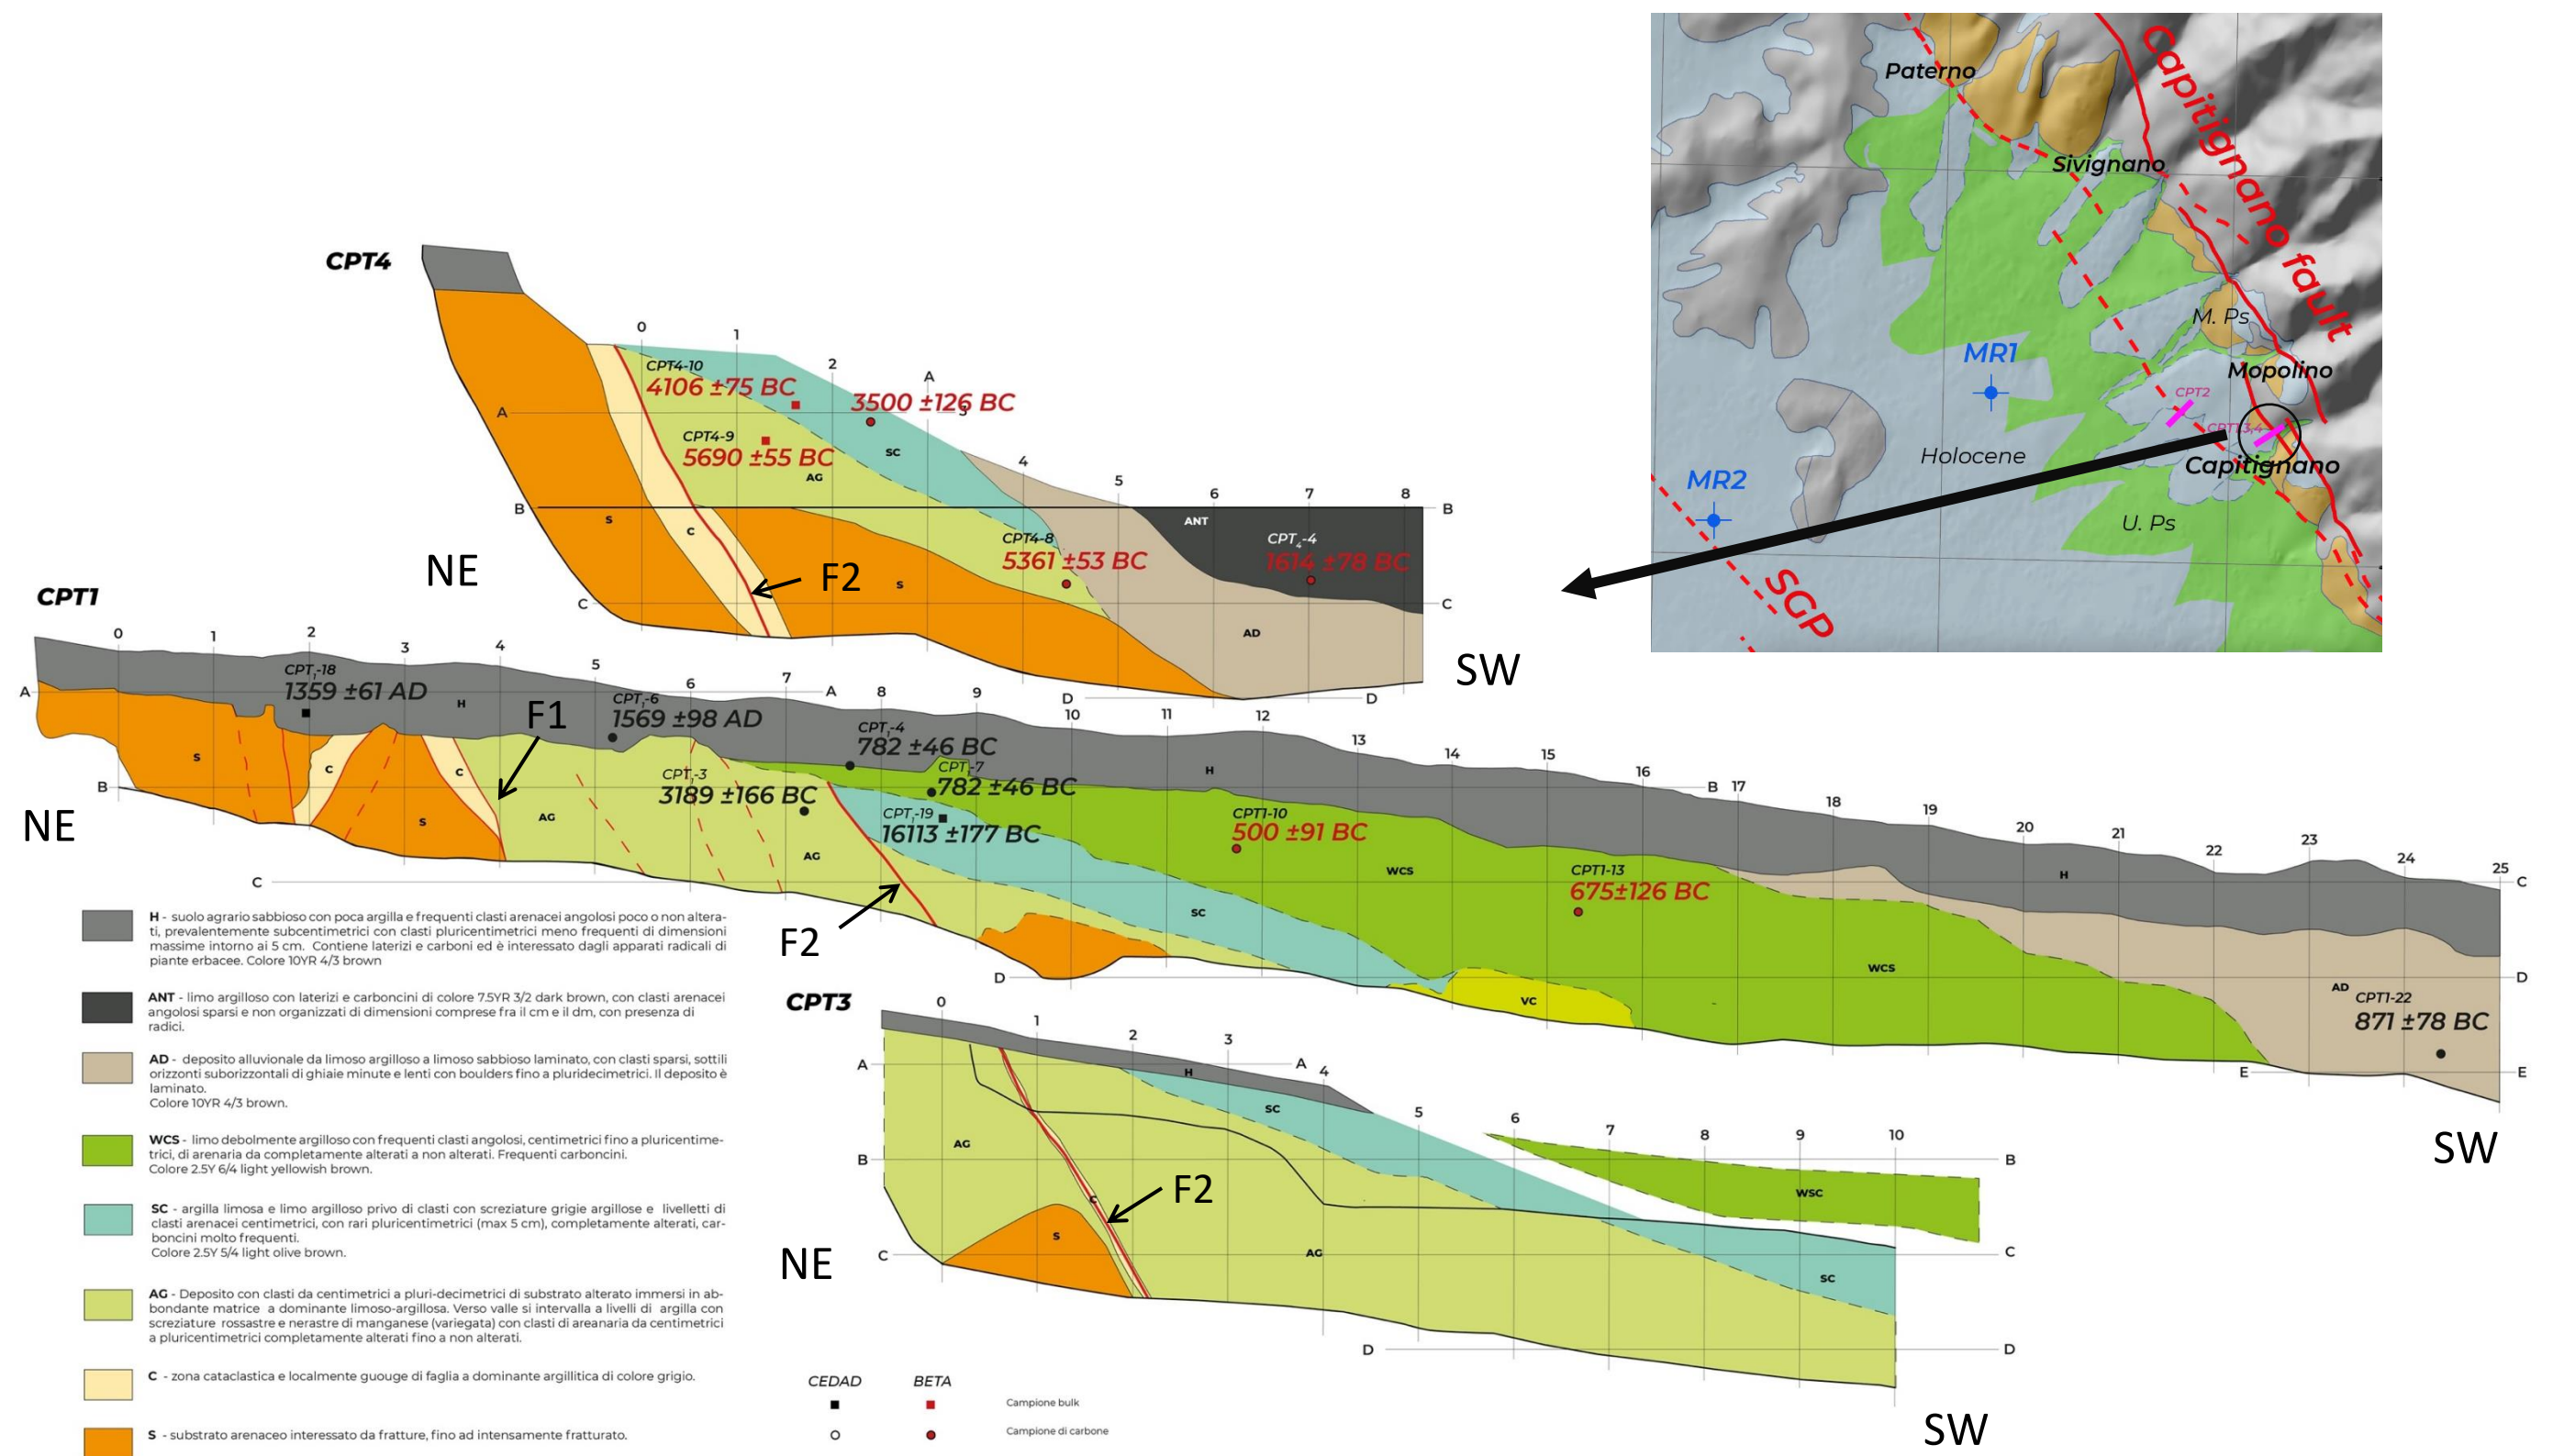 CPT4
0
1
2
A
3
4
5
6
7
8
A
B
B
C
C
D
D
CPT4-10
4106 ±75 BC
3500 ±126 BC
CPT4-9
5690 ±55 BC
SC
AG
CPT4-8
5361 ±53 BC
ANT
CPT4-4
1614 ±78 BC
S
C
S
AD
F2
NE
SW
Paterno
Sivignano
Capitignano fault
M. Ps
Mopolino
MR1
CPT2
CPT1,3,4
Capitignano
Holocene
MR2
U. Ps
SGP
CPT1
0
1
2
3
4
5
6
7
8
9
10
11
12
13
14
15
16
17
18
19
20
21
22
23
24
25
A
A
B
B
C
C
D
D
E
E
CPT1-18
1359 ±61 AD
H
F1
CPT1-6
1569 ±98 AD
CPT1-4
782 ±46 BC
CPT1-7
782 ±46 BC
CPT1-3
3189 ±166 BC
CPT1-19
16113 ±177 BC
CPT1-10
500 ±91 BC
CPT1-13
675±126 BC
CPT1-22
871 ±78 BC
S
C
C
S
AG
AG
H
WCS
SC
VC
WCS
H
AD
F2
NE
SW
CPT3
0
1
2
3
4
5
6
7
8
9
10
A
A
B
B
C
C
D
D
H
SC
AG
C
S
AG
WSC
SC
F2
NE
SW
H - suolo agrario sabbioso con poca argilla e frequenti clasti arenacei angolosi poco o non altera-
ti, prevalentemente subcentimetrici con clasti pluricentimetrici meno frequenti di dimensioni
massime intorno ai 5 cm. Contiene laterizi e carboni ed è interessato dagli apparati radicali di
piante erbacee. Colore 10YR 4/3 brown
ANT - limo argilloso con laterizi e carboncini di colore 7.5YR 3/2 dark brown, con clasti arenacei
angolosi sparsi e non organizzati di dimensioni comprese fra il cm e il dm, con presenza di
radici.
AD - deposito alluvionale da limoso argilloso a limoso sabbioso laminato, con clasti sparsi, sottili
orizzonti suborizzontali di ghiaie minute e lenti con boulders fino a pluridecimetrici. Il deposito è
laminato.
Colore 10YR 4/3 brown.
WCS - limo debolmente argilloso con frequenti clasti angolosi, centimetrici fino a pluricentime-
trici, di arenaria da completamente alterati a non alterati. Frequenti carboncini.
Colore 2.5Y 6/4 light yellowish brown.
SC - argilla limosa e limo argilloso privo di clasti con screziature grigie argillose e livelletti di
clasti arenacei centimetrici, con rari pluricentimetrici (max 5 cm), completamente alterati, car-
boncini molto frequenti.
Colore 2.5Y 5/4 light olive brown.
AG - Deposito con clasti da centimetrici a pluri-decimetrici di substrato alterato immersi in ab-
bondante matrice a dominante limoso-argillosa. Verso valle si intervalla a livelli di argilla con
screziature rossastre e nerastre di manganese (variegata) con clasti di areanaria da centimetrici
a pluricentimetrici completamente alterati fino a non alterati.
C - zona cataclastica e localmente guouge di faglia a dominante argillitica di colore grigio.
S - substrato arenaceo interessato da fratture, fino ad intensamente fratturato.
CEDAD
BETA
Campione bulk
Campione di carbone